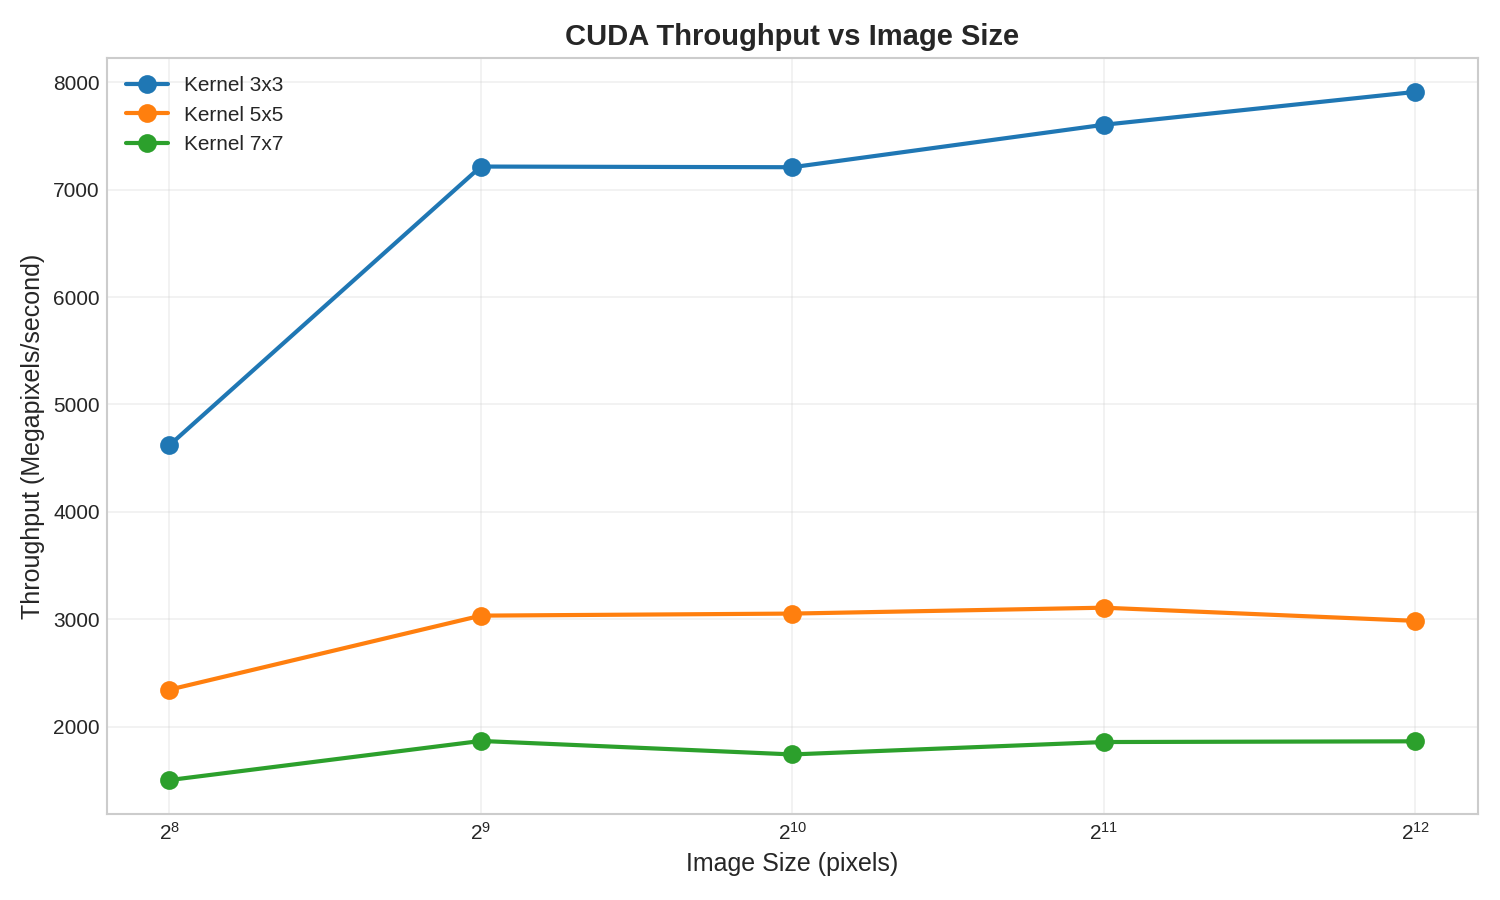 CUDA Throughput vs Image Size
Kernel 3x3
Kernel 5x5
Kernel 7x7
Throughput (Megapixels/second)
8000
7000
6000
5000
4000
3000
2000
2⁸
2⁹
2¹⁰
2¹¹
2¹²
Image Size (pixels)